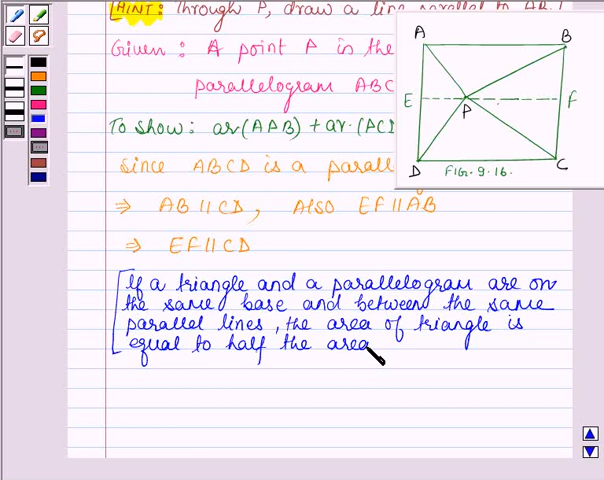 [HINT: Through P, draw a line parallel to AB.]
Given: A point P in the
parallelogram ABC
To show: ar(APB) + ar.(PC
Since ABCD is a parall
⇒ AB || CD, Also EF || AB
⇒ EF || CD
[If a triangle and a parallelogram are on
the same base and between the same
parallel lines, the area of triangle is
equal to half the area
A B
E P F
D C
FIG. 9.16.